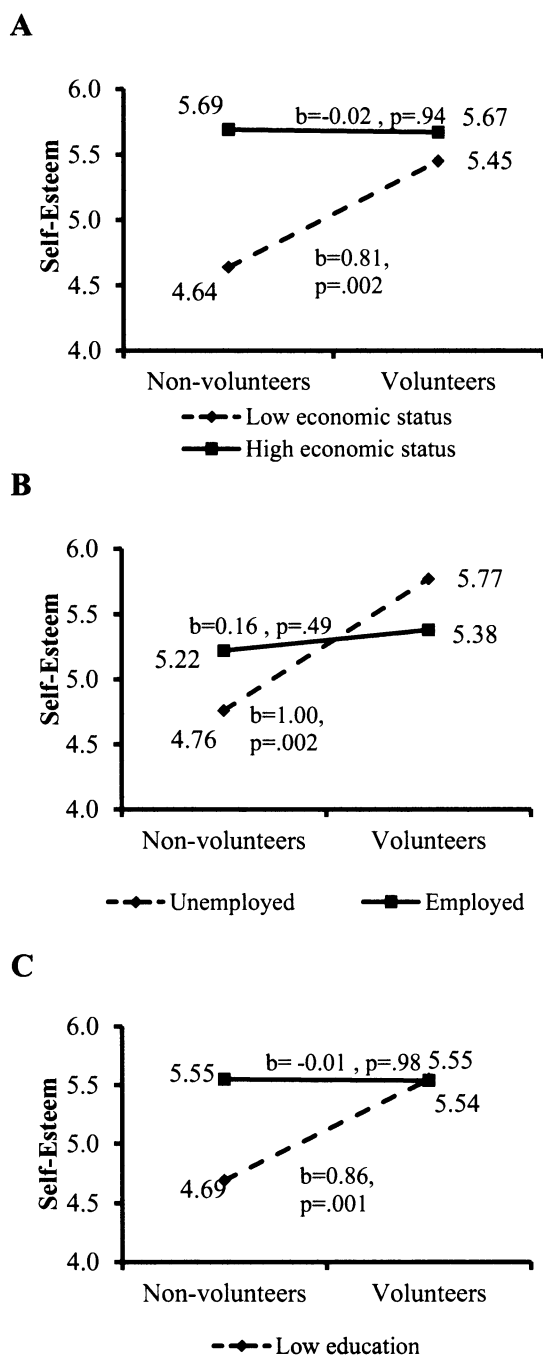 A
6.0
5.69
b=-0.02 , p=.94
5.67
5.5
5.45
Self-Esteem
5.0
b=0.81,
p=.002
4.64
4.5
4.0
Non-volunteers
Volunteers
Low economic status
High economic status
B
6.0
5.77
5.5
b=0.16 , p=.49
5.38
5.22
Self-Esteem
5.0
4.76
b=1.00,
p=.002
4.5
4.0
Non-volunteers
Volunteers
Unemployed
Employed
C
6.0
5.55
b= -0.01 , p=.98
5.55
5.5
5.54
Self-Esteem
5.0
4.69
b=0.86,
p=.001
4.5
4.0
Non-volunteers
Volunteers
Low education